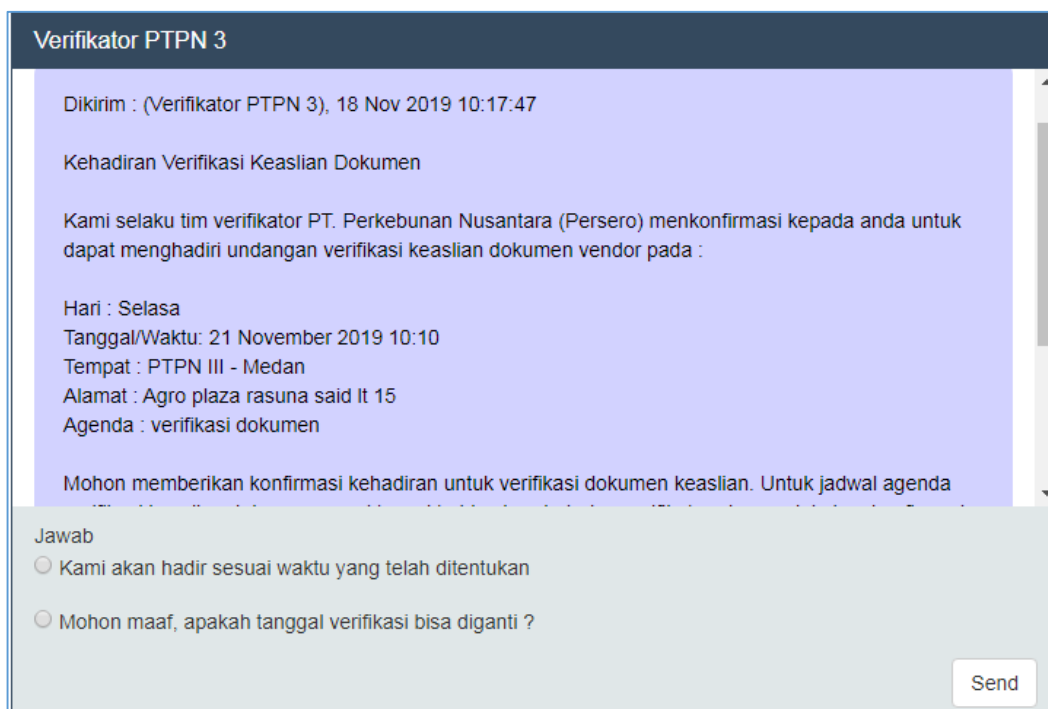 Verifikator PTPN 3
Dikirim : (Verifikator PTPN 3), 18 Nov 2019 10:17:47
Kehadiran Verifikasi Keaslian Dokumen
Kami selaku tim verifikator PT. Perkebunan Nusantara (Persero) menkonfirmasi kepada anda untuk
dapat menghadiri undangan verifikasi keaslian dokumen vendor pada :
Hari : Selasa
Tanggal/Waktu: 21 November 2019 10:10
Tempat : PTPN III - Medan
Alamat : Agro plaza rasuna said lt 15
Agenda : verifikasi dokumen
Mohon memberikan konfirmasi kehadiran untuk verifikasi dokumen keaslian. Untuk jadwal agenda
Jawab
Kami akan hadir sesuai waktu yang telah ditentukan
Mohon maaf, apakah tanggal verifikasi bisa diganti ?
Send